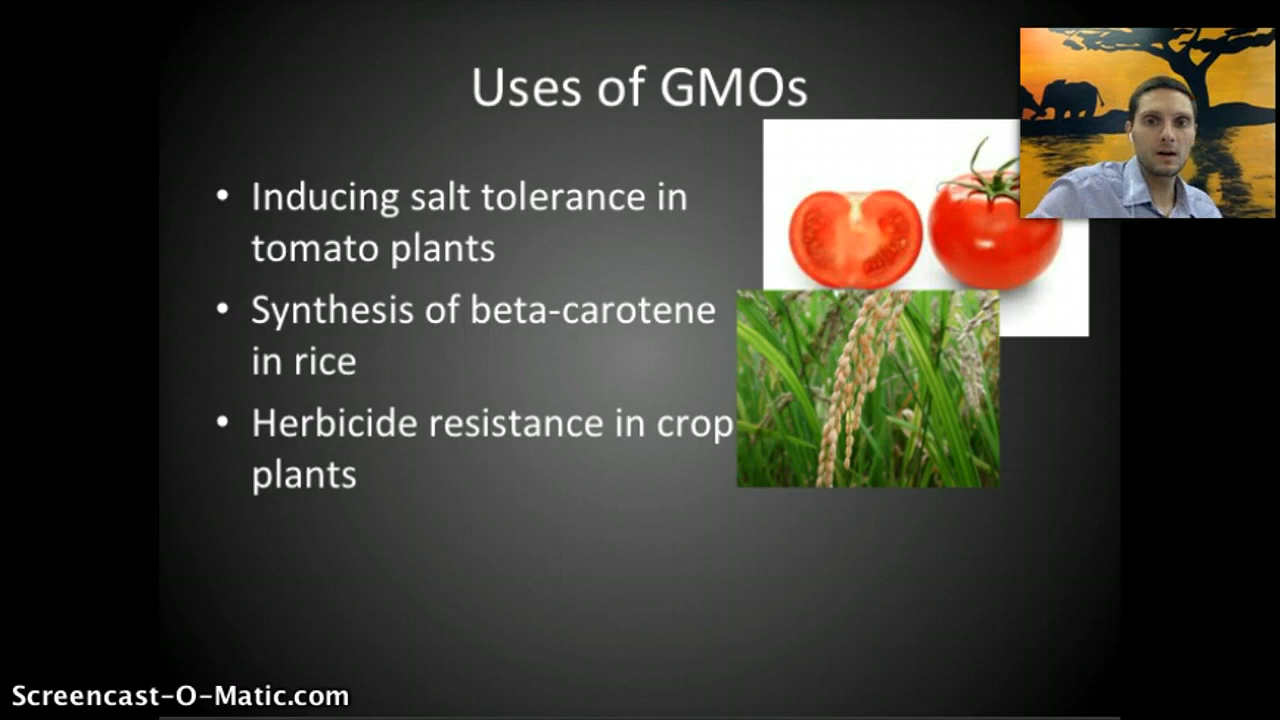 Uses of GMOs
• Inducing salt tolerance in
tomato plants
• Synthesis of beta-carotene
in rice
• Herbicide resistance in crop
plants
Screencast-O-Matic.com